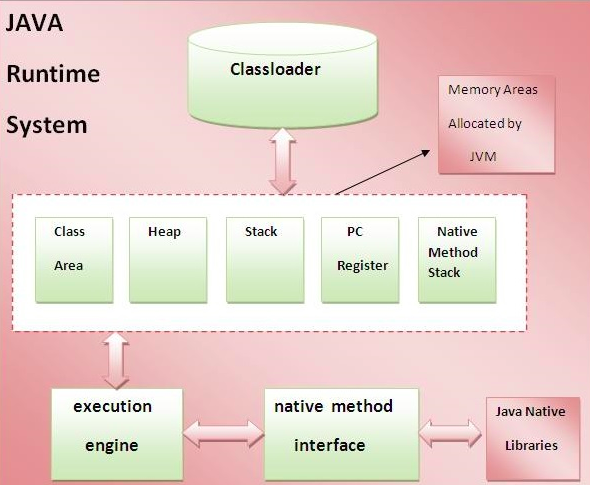 JAVA
Runtime
System
Classloader
Memory Areas
Allocated by
JVM
Class
Area
Heap
Stack
PC
Register
Native
Method
Stack
execution
engine
native method
interface
Java Native
Libraries